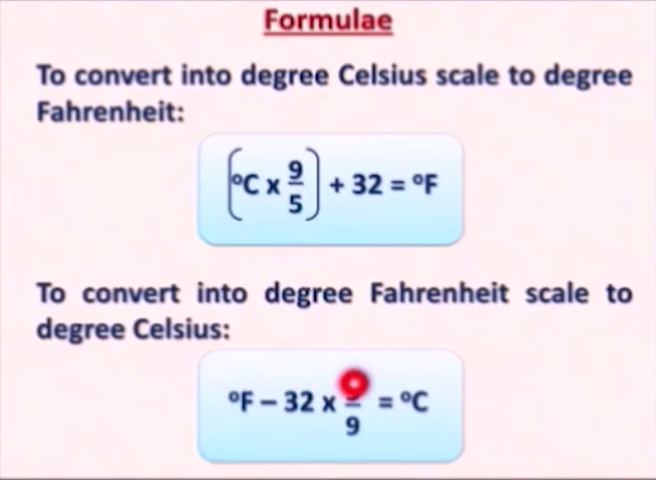 Formulae
To convert into degree Celsius scale to degree
Fahrenheit:
(°C x 9/5) + 32 = °F
To convert into degree Fahrenheit scale to
degree Celsius:
°F – 32 x /9 = °C